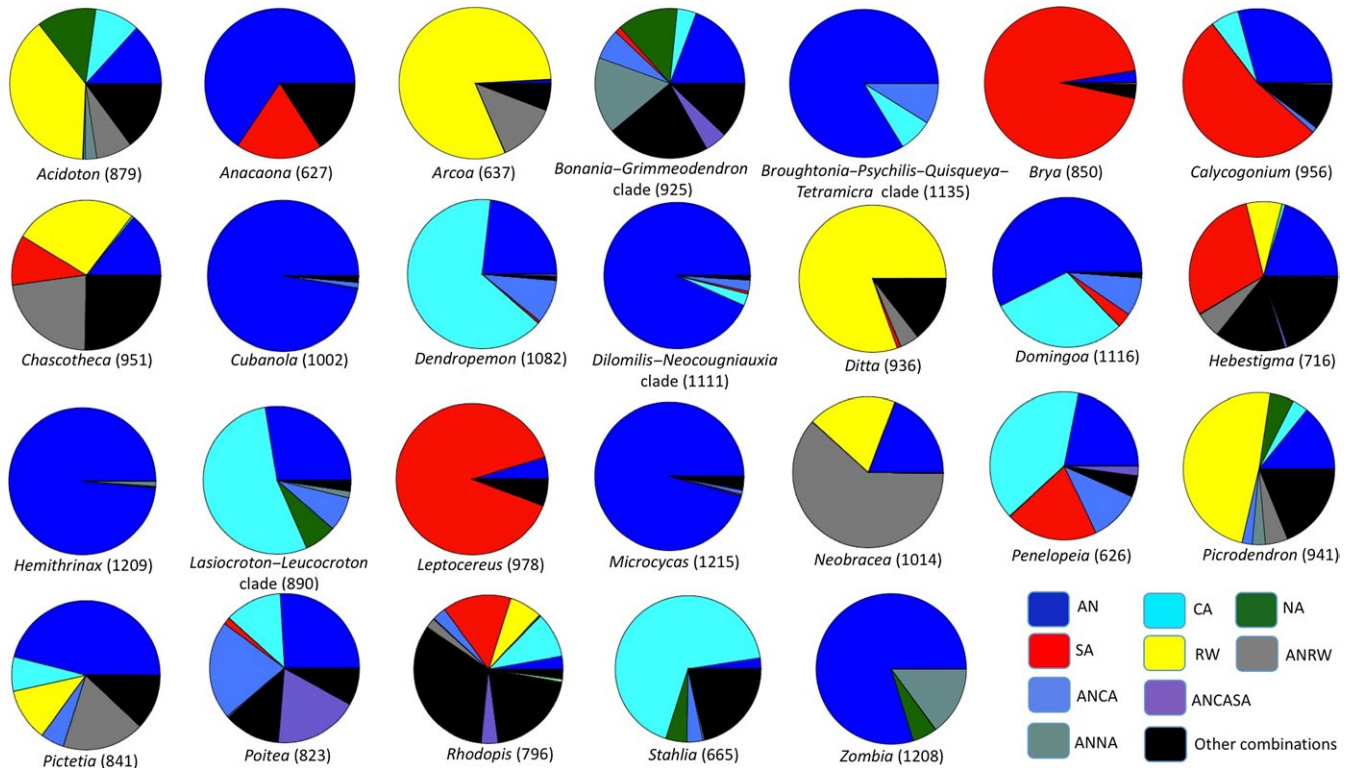 Acidoton (879)
Anacaona (627)
Arcoa (637)
Bonania–Grimmeodendron
clade (925)
Broughtonia–Psychilis–Quisqueya–
Tetramicra clade (1135)
Brya (850)
Calycogonium (956)
Chascotheca (951)
Cubanola (1002)
Dendropemon (1082)
Dilomilis–Neocougniauxia
clade (1111)
Ditta (936)
Domingoa (1116)
Hebestigma (716)
Hemithrinax (1209)
Lasiocroton–Leucocroton
clade (890)
Leptocereus (978)
Microcycas (1215)
Neobracea (1014)
Penelopeia (626)
Picrodendron (941)
Pictetia (841)
Poitea (823)
Rhodopis (796)
Stahlia (665)
Zombia (1208)
AN
CA
NA
SA
RW
ANRW
ANCA
ANCASA
ANNA
Other combinations